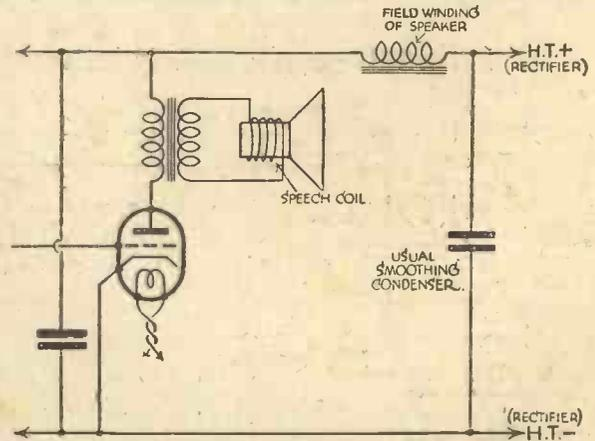 FIELD WINDING
OF SPEAKER
H.T.+
(RECTIFIER)
SPEECH COIL
USUAL
SMOOTHING
CONDENSER.
(RECTIFIER)
H.T.-